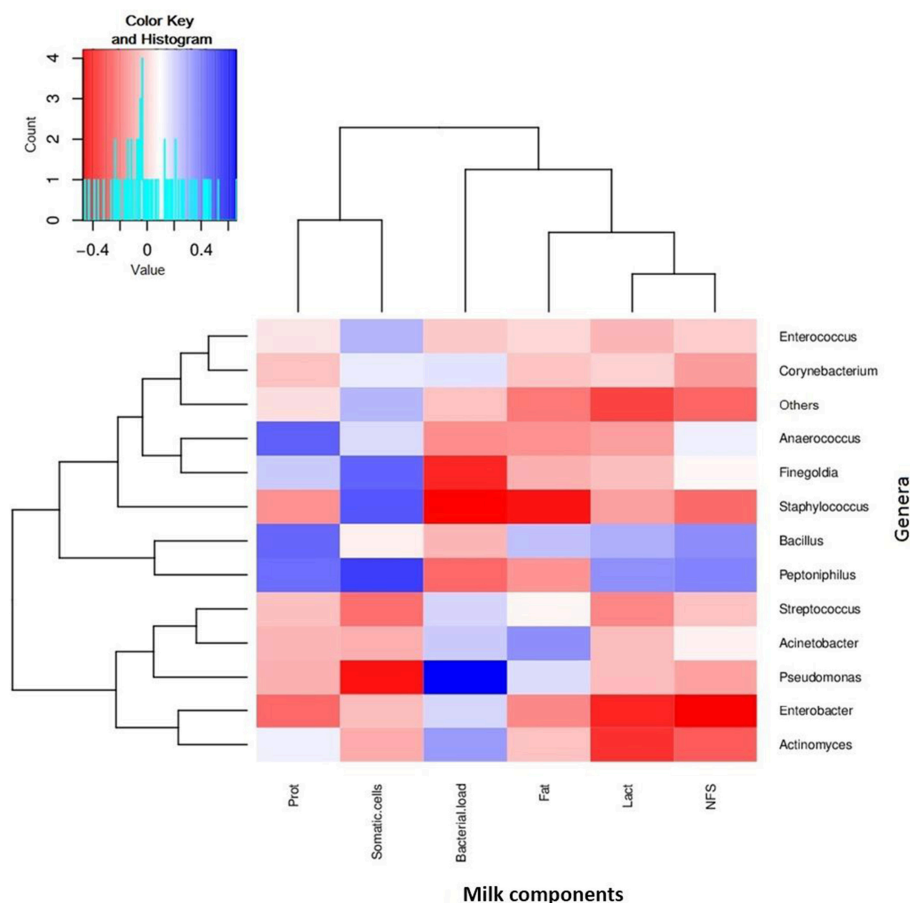 Color Key
and Histogram
Count
4
3
2
1
0
−0.4 0 0.4
Value
Enterococcus
Corynebacterium
Others
Anaerococcus
Finegoldia
Staphylococcus
Bacillus
Peptoniphilus
Streptococcus
Acinetobacter
Pseudomonas
Enterobacter
Actinomyces
Genera
Prot
Somatic.cells
Bacterial.load
Fat
Lact
NFS
Milk components